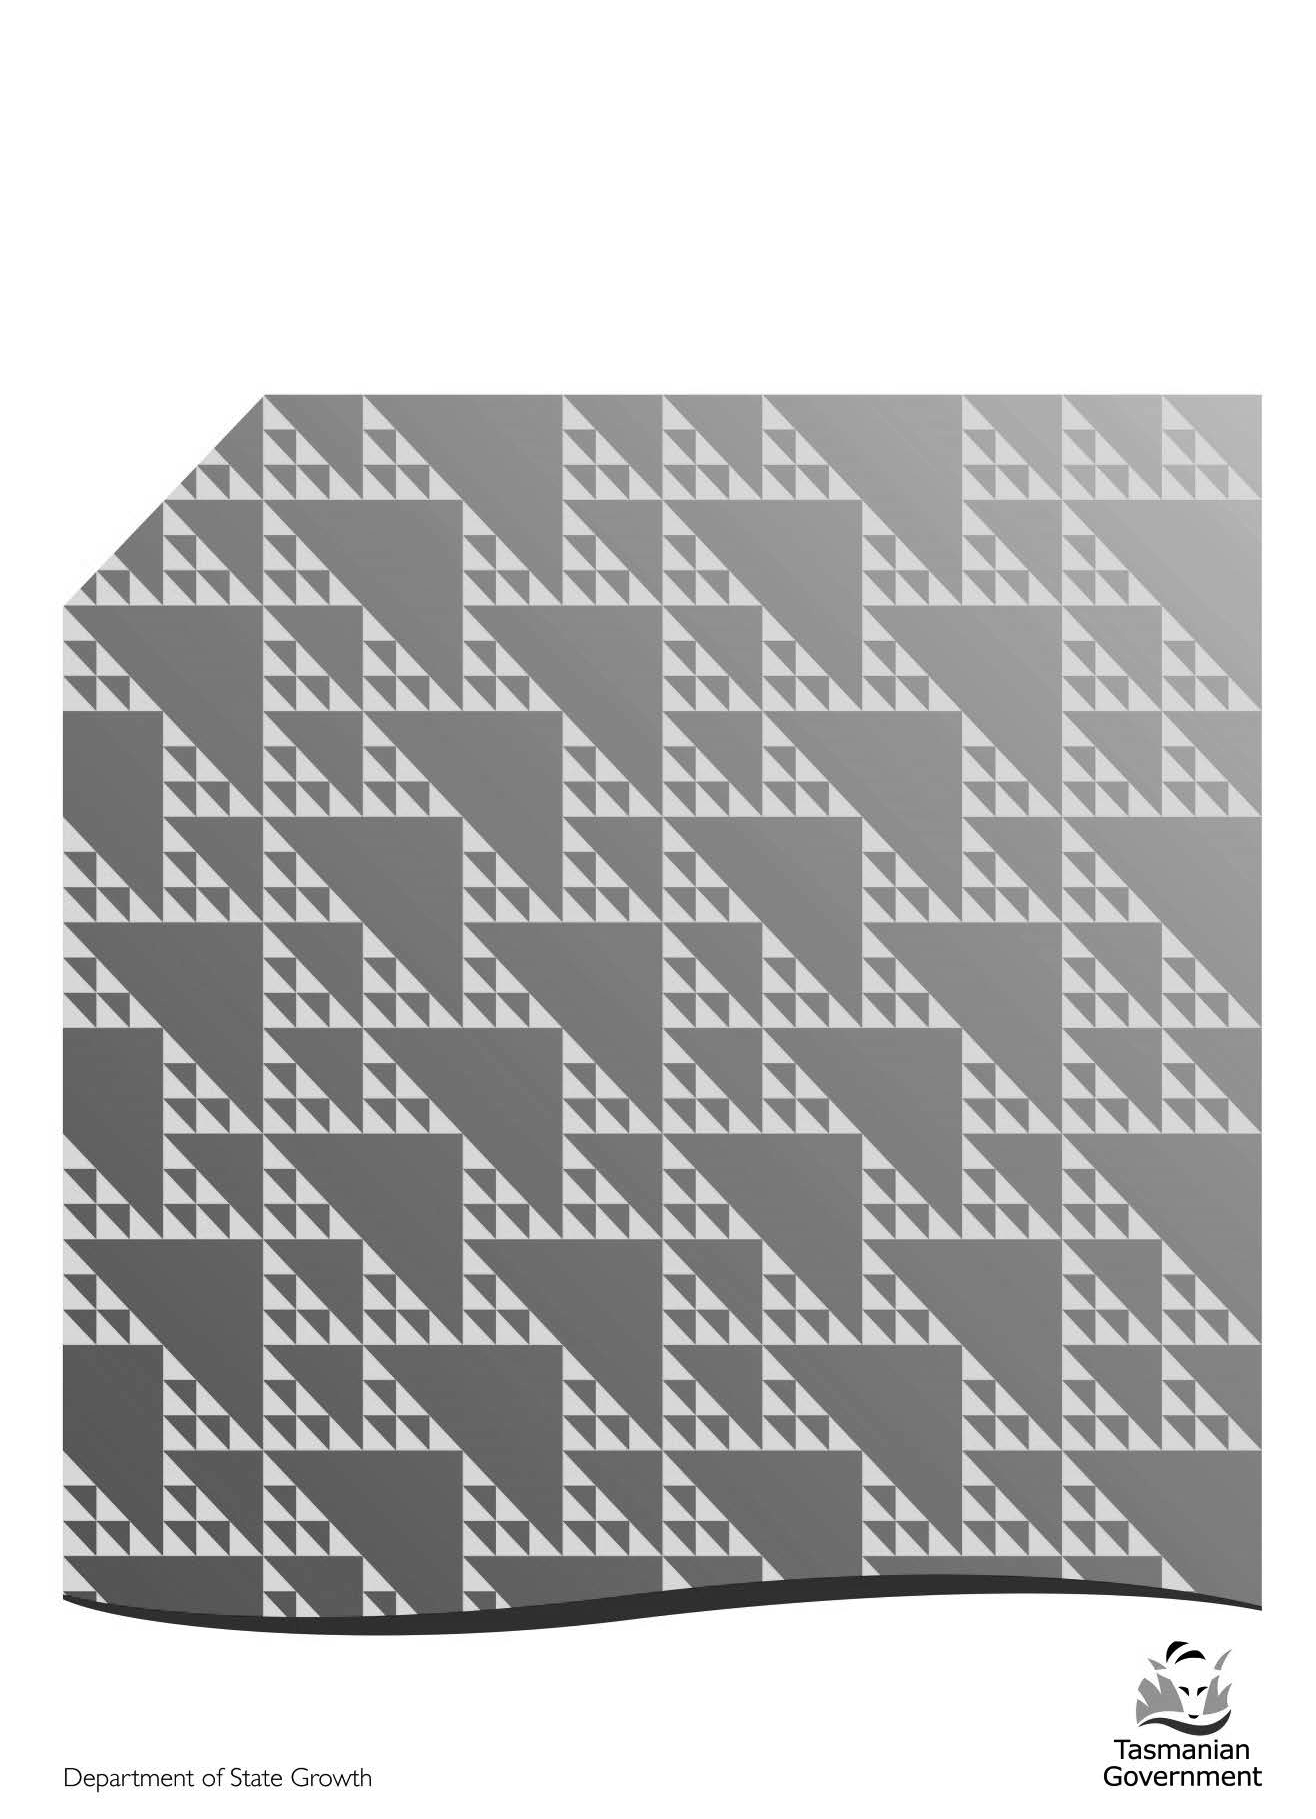 Department of State Growth
Tasmanian
Government